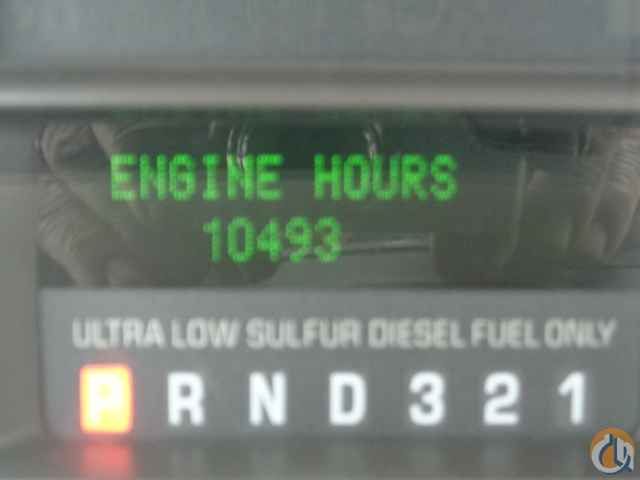 ENGINE HOURS
10493
ULTRA LOW SULFUR DIESEL FUEL ONLY
P R N D 3 2 1